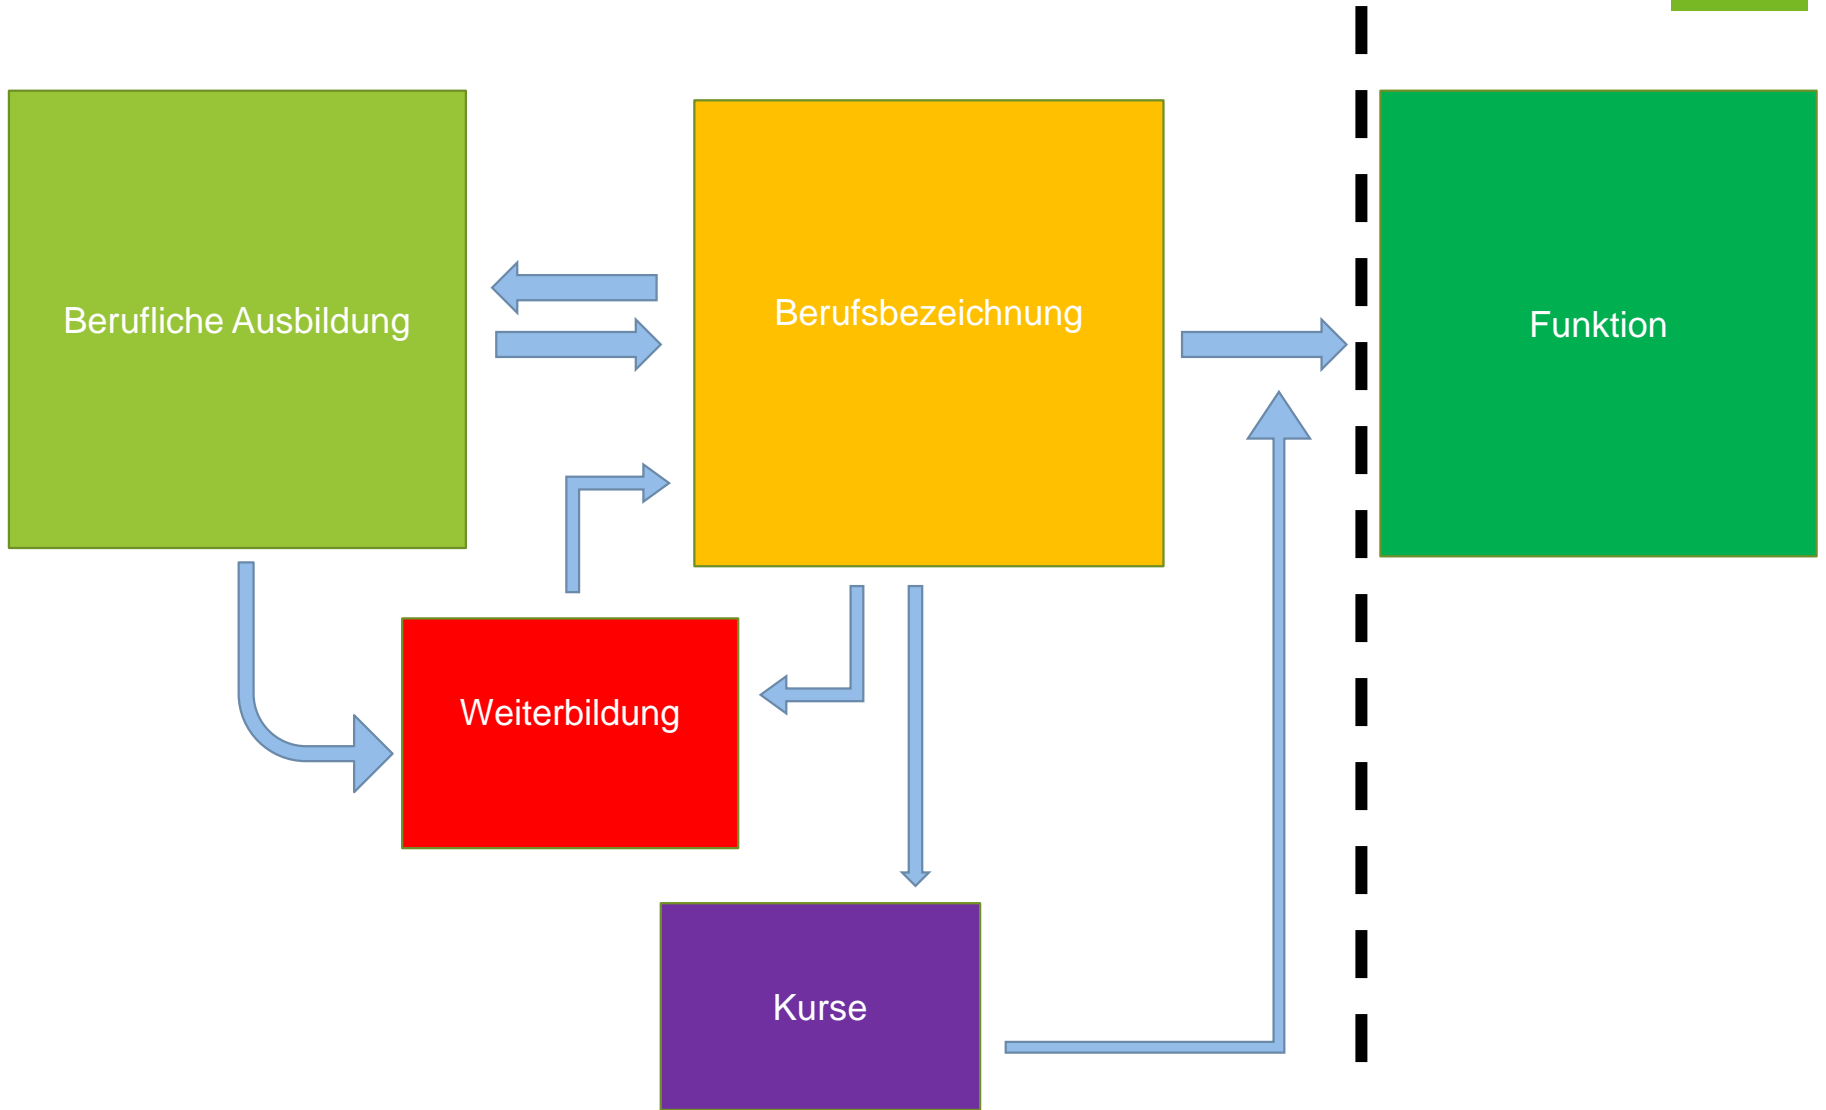 Berufliche Ausbildung
Berufsbezeichnung
Funktion
Weiterbildung
Kurse